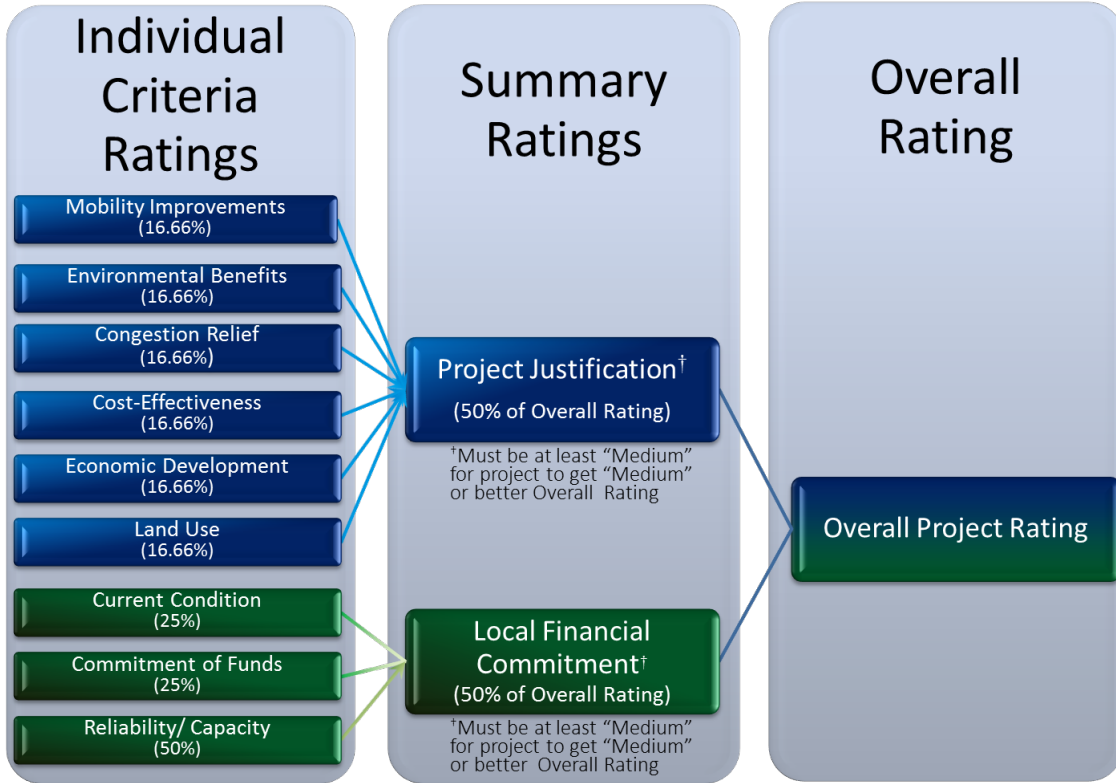 Individual
Criteria
Ratings
Mobility Improvements
(16.66%)
Environmental Benefits
(16.66%)
Congestion Relief
(16.66%)
Cost-Effectiveness
(16.66%)
Economic Development
(16.66%)
Land Use
(16.66%)
Current Condition
(25%)
Commitment of Funds
(25%)
Reliability/ Capacity
(50%)
Summary
Ratings
Project Justification†
(50% of Overall Rating)
†Must be at least “Medium”
for project to get “Medium”
or better Overall  Rating
Local Financial
Commitment†
(50% of Overall Rating)
†Must be at least “Medium”
for project to get “Medium”
or better Overall Rating
Overall
Rating
Overall Project Rating